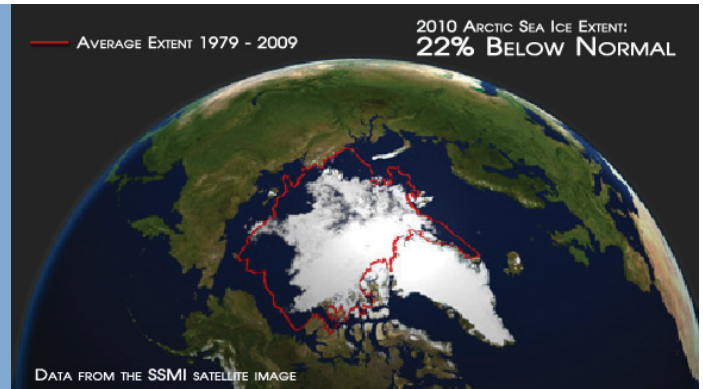 Average Extent 1979 - 2009
2010 Arctic Sea Ice Extent:
22% Below Normal
Data from the SSMI satellite image